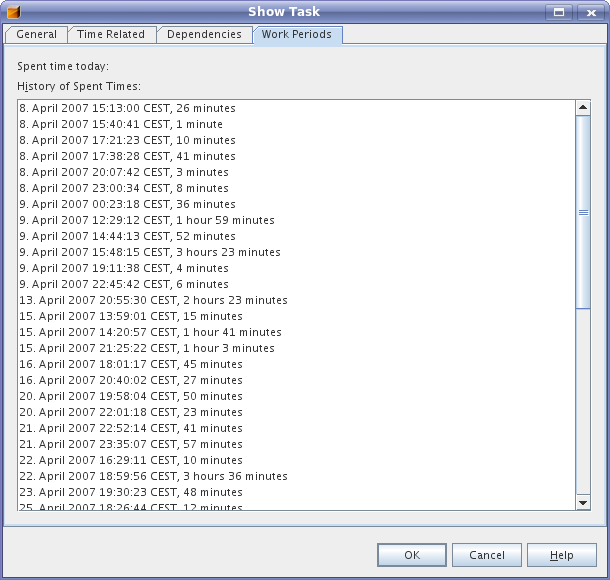 Show Task
General Time Related Dependencies Work Periods
Spent time today:
History of Spent Times:
8. April 2007 15:13:00 CEST, 26 minutes
8. April 2007 15:40:41 CEST, 1 minute
8. April 2007 17:21:23 CEST, 10 minutes
8. April 2007 17:38:28 CEST, 41 minutes
8. April 2007 20:07:42 CEST, 3 minutes
8. April 2007 23:00:34 CEST, 8 minutes
9. April 2007 00:23:18 CEST, 36 minutes
9. April 2007 12:29:12 CEST, 1 hour 59 minutes
9. April 2007 14:44:13 CEST, 52 minutes
9. April 2007 15:48:15 CEST, 3 hours 23 minutes
9. April 2007 19:11:38 CEST, 4 minutes
9. April 2007 22:45:42 CEST, 6 minutes
13. April 2007 20:55:30 CEST, 2 hours 23 minutes
15. April 2007 13:59:01 CEST, 15 minutes
15. April 2007 14:20:57 CEST, 1 hour 41 minutes
15. April 2007 21:25:22 CEST, 1 hour 3 minutes
16. April 2007 18:01:17 CEST, 45 minutes
16. April 2007 20:40:02 CEST, 27 minutes
20. April 2007 19:58:04 CEST, 50 minutes
20. April 2007 22:01:18 CEST, 23 minutes
21. April 2007 22:52:14 CEST, 41 minutes
21. April 2007 23:35:07 CEST, 57 minutes
22. April 2007 16:29:11 CEST, 10 minutes
22. April 2007 18:59:56 CEST, 3 hours 36 minutes
23. April 2007 19:30:23 CEST, 48 minutes
25. April 2007 18:26:44 CEST, 12 minutes
OK Cancel Help